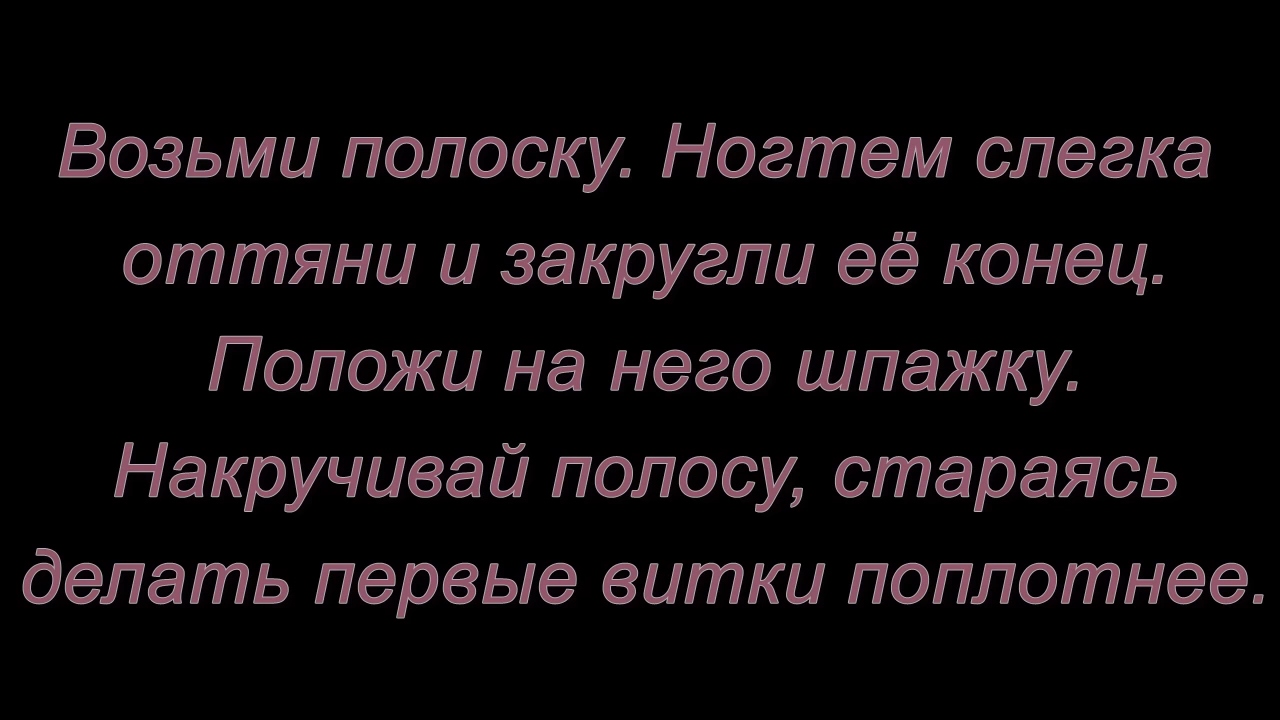 Возьми полоску. Ногтем слегка
оттяни и закругли её конец.
Положи на него шпажку.
Накручивай полосу, стараясь
делать первые витки поплотнее.